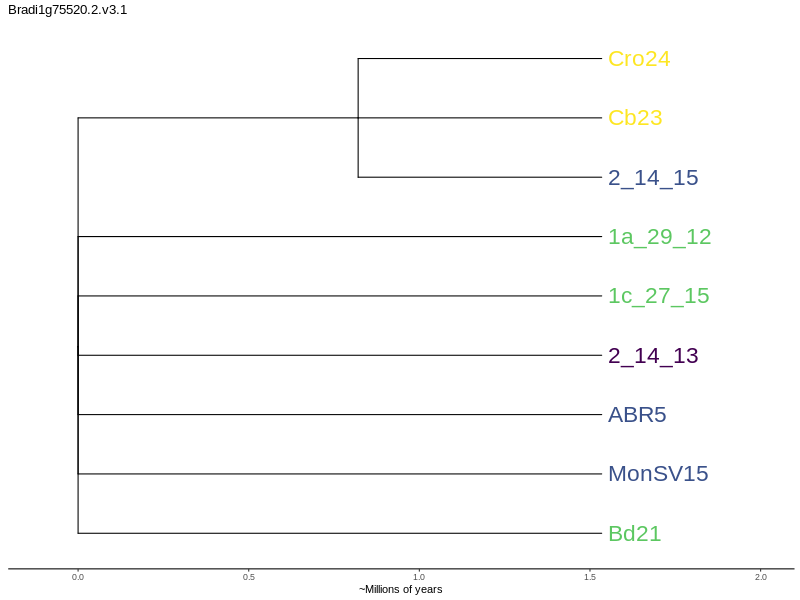 Bradi1g75520.2.v3.1
Cro24
Cb23
2_14_15
1a_29_12
1c_27_15
2_14_13
ABR5
MonSV15
Bd21
0.0 0.5 1.0 1.5 2.0
~Millions of years